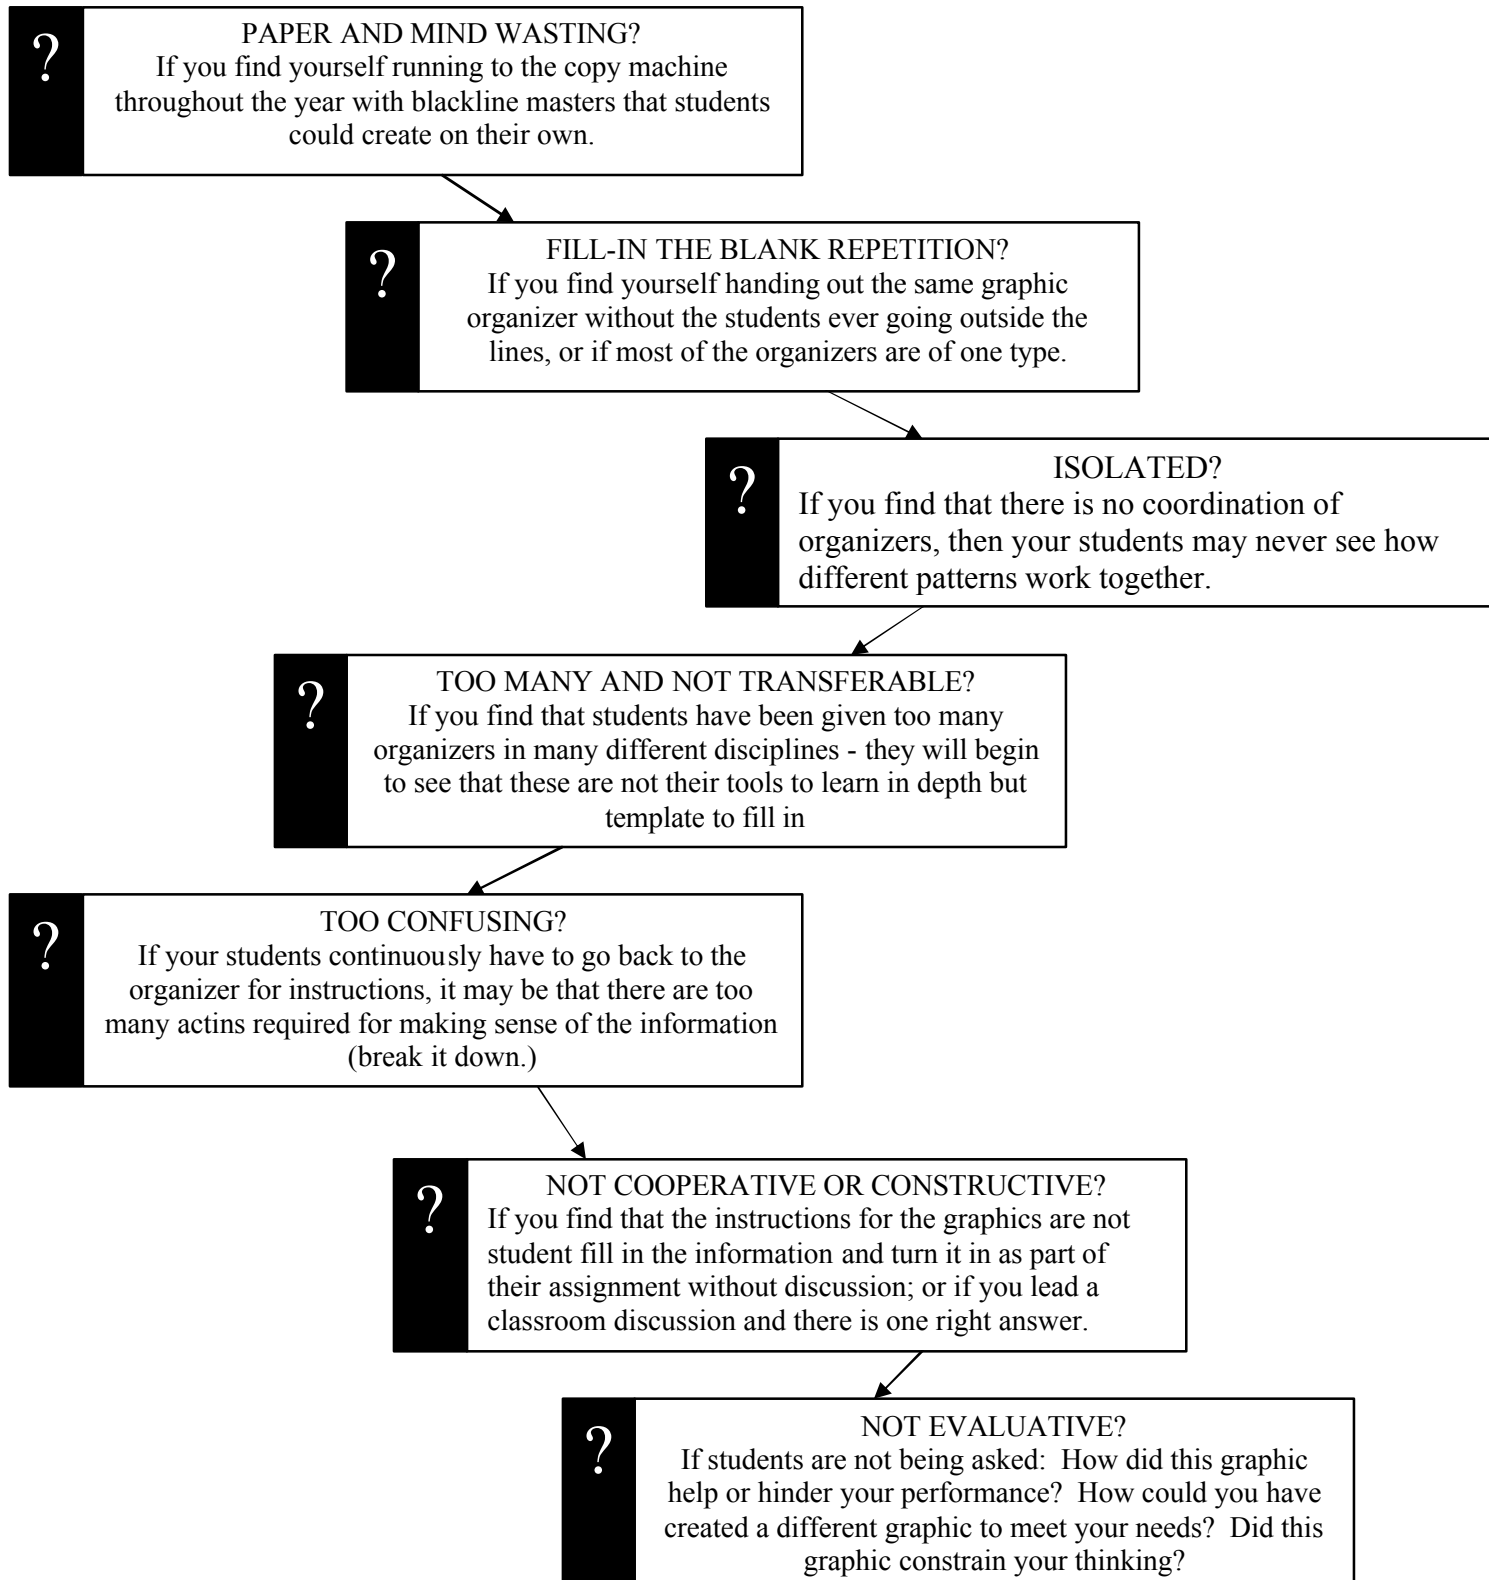 ?
PAPER AND MIND WASTING?
If you find yourself running to the copy machine
throughout the year with blackline masters that students
could create on their own.
?
FILL-IN THE BLANK REPETITION?
If you find yourself handing out the same graphic
organizer without the students ever going outside the
lines, or if most of the organizers are of one type.
?
ISOLATED?
If you find that there is no coordination of
organizers, then your students may never see how
different patterns work together.
?
TOO MANY AND NOT TRANSFERABLE?
If you find that students have been given too many
organizers in many different disciplines - they will begin
to see that these are not their tools to learn in depth but
template to fill in
?
TOO CONFUSING?
If your students continuously have to go back to the
organizer for instructions, it may be that there are too
many actins required for making sense of the information
(break it down.)
?
NOT COOPERATIVE OR CONSTRUCTIVE?
If you find that the instructions for the graphics are not
student fill in the information and turn it in as part of
their assignment without discussion; or if you lead a
classroom discussion and there is one right answer.
?
NOT EVALUATIVE?
If students are not being asked:  How did this graphic
help or hinder your performance?  How could you have
created a different graphic to meet your needs?  Did this
graphic constrain your thinking?